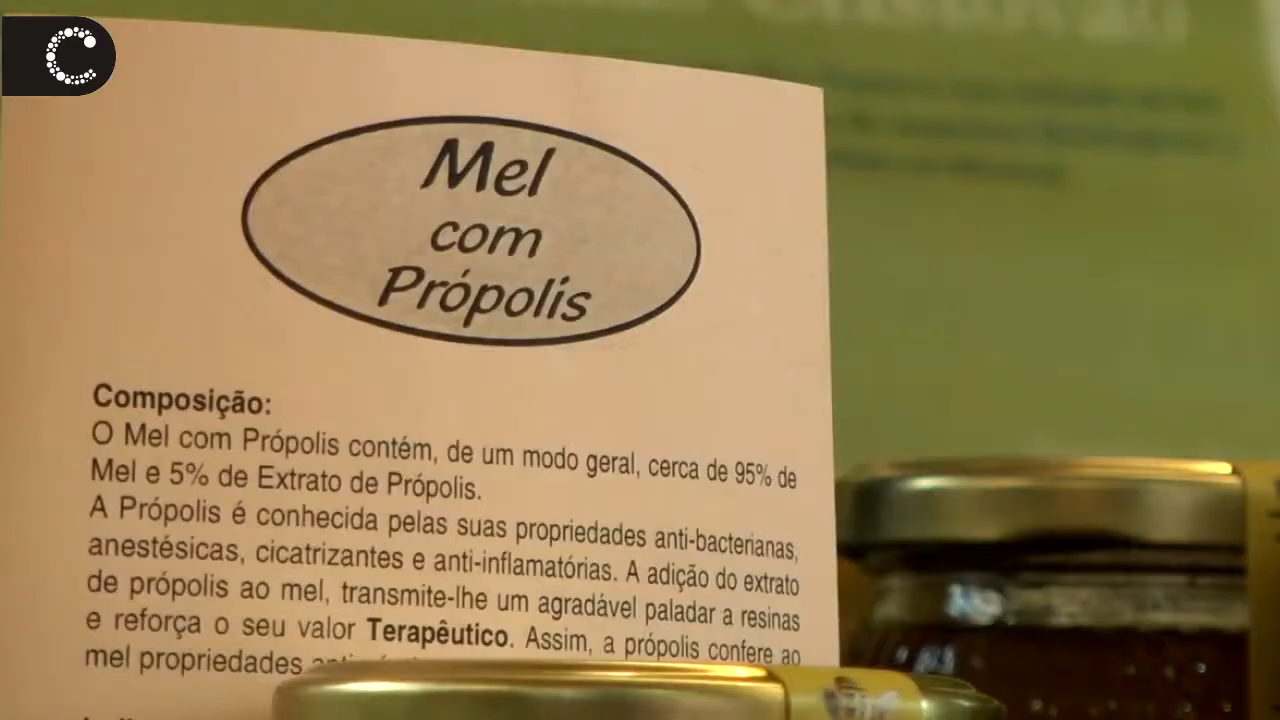 Mel
com
Própolis
Composição:
O Mel com Própolis contém, de um modo geral, cerca de 95% de
Mel e 5% de Extrato de Própolis.
A Própolis é conhecida pelas suas propriedades anti-bacterianas,
anestésicas, cicatrizantes e anti-inflamatórias. A adição do extrato
de própolis ao mel, transmite-lhe um agradável paladar a resinas
e reforça o seu valor Terapêutico. Assim, a própolis confere ao
mel propriedades